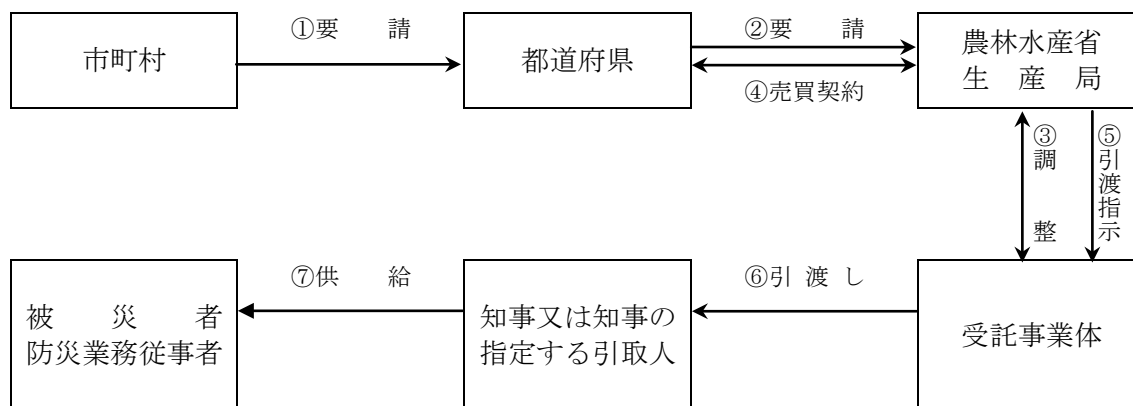 ①要請
②要請
市町村
都道府県
農林水産省
生産局
④売買契約
③調整
⑤引渡指示
⑦供給
⑥引渡し
被災者
防災業務従事者
知事又は知事の
指定する引取人
受託事業体